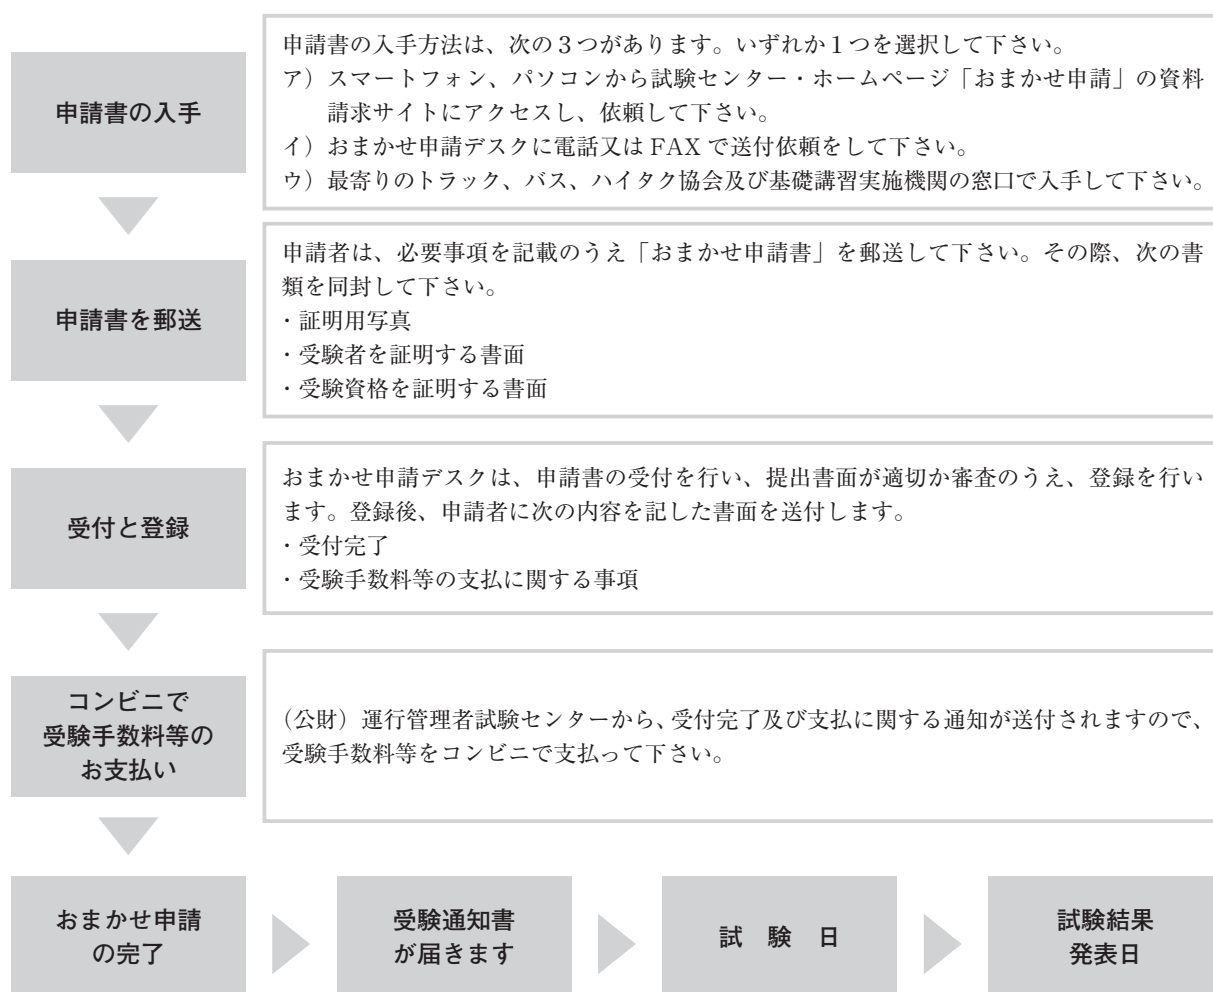 申請書の入手
申請書の入手方法は、次の3つがあります。いずれか1つを選択して下さい。
ア）スマートフォン、パソコンから試験センター・ホームページ「おまかせ申請」の資料
請求サイトにアクセスし、依頼して下さい。
イ）おまかせ申請デスクに電話又は FAX で送付依頼をして下さい。
ウ）最寄りのトラック、バス、ハイタク協会及び基礎講習実施機関の窓口で入手して下さい。
申請書を郵送
申請者は、必要事項を記載のうえ「おまかせ申請書」を郵送して下さい。その際、次の書
類を同封して下さい。
・証明用写真
・受験者を証明する書面
・受験資格を証明する書面
受付と登録
おまかせ申請デスクは、申請書の受付を行い、提出書面が適切か審査のうえ、登録を行い
ます。登録後、申請者に次の内容を記した書面を送付します。
・受付完了
・受験手数料等の支払に関する事項
コンビニで
受験手数料等の
お支払い
（公財）運行管理者試験センターから、受付完了及び支払に関する通知が送付されますので、
受験手数料等をコンビニで支払って下さい。
おまかせ申請
の完了
受験通知書
が届きます
試　験　日
試験結果
発表日